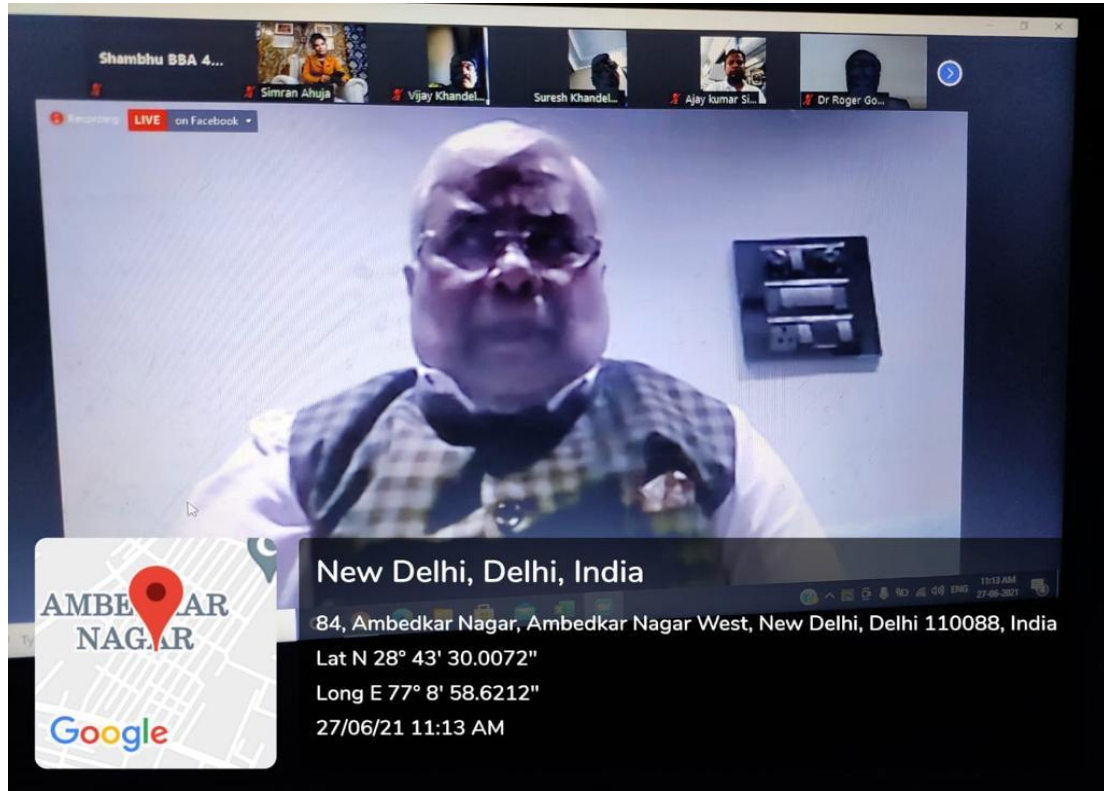 Shambhu BBA 4...
Simran Ahuja
Vijay Khandel...
Suresh Khandel...
Ajay kumar Si...
Dr Roger Go...
Recording
LIVE on Facebook
ENG
11:13 AM
27-06-2021
AMBEDKAR
NAGAR
Google
New Delhi, Delhi, India
84, Ambedkar Nagar, Ambedkar Nagar West, New Delhi, Delhi 110088, India
Lat N 28° 43' 30.0072"
Long E 77° 8' 58.6212"
27/06/21 11:13 AM